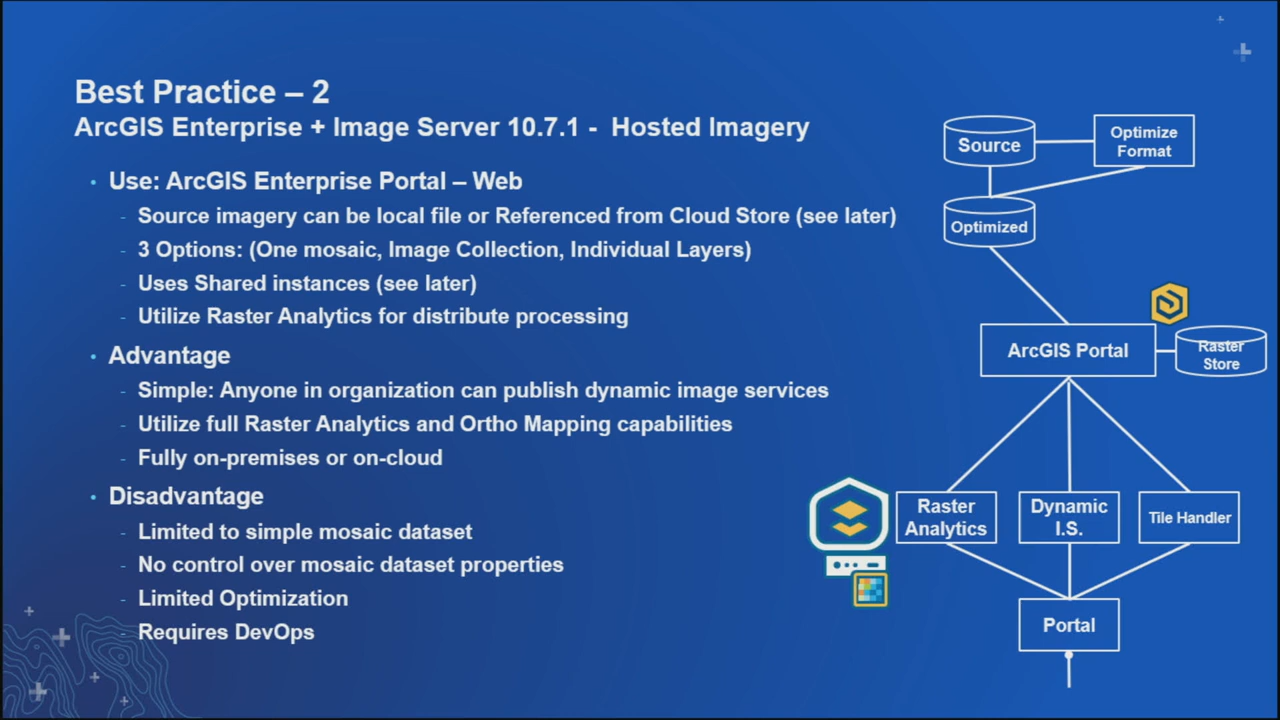 Best Practice – 2
ArcGIS Enterprise + Image Server 10.7.1 - Hosted Imagery
• Use: ArcGIS Enterprise Portal – Web
- Source imagery can be local file or Referenced from Cloud Store (see later)
- 3 Options: (One mosaic, Image Collection, Individual Layers)
- Uses Shared instances (see later)
- Utilize Raster Analytics for distribute processing
• Advantage
- Simple: Anyone in organization can publish dynamic image services
- Utilize full Raster Analytics and Ortho Mapping capabilities
- Fully on-premises or on-cloud
• Disadvantage
- Limited to simple mosaic dataset
- No control over mosaic dataset properties
- Limited Optimization
- Requires DevOps
Source
Optimize
Format
Optimized
ArcGIS Portal
Raster
Store
Raster
Analytics
Dynamic
I.S.
Tile Handler
Portal